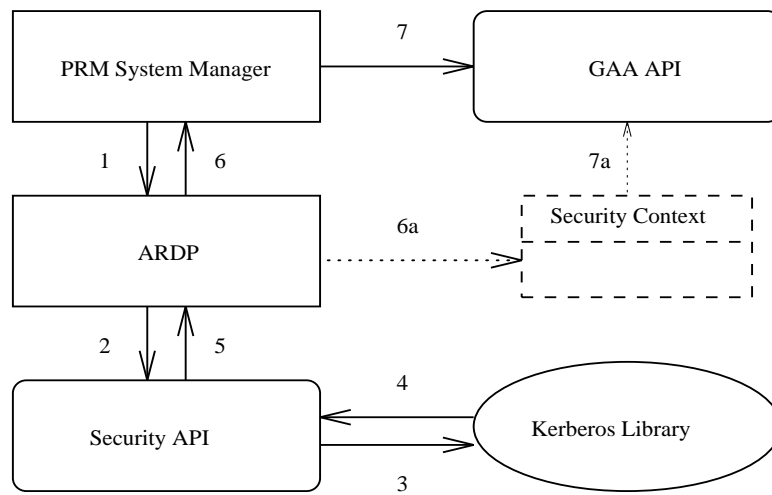 7
PRM System Manager
GAA API
1
6
7a
Security Context
6a
ARDP
2
5
4
Security API
Kerberos Library
3